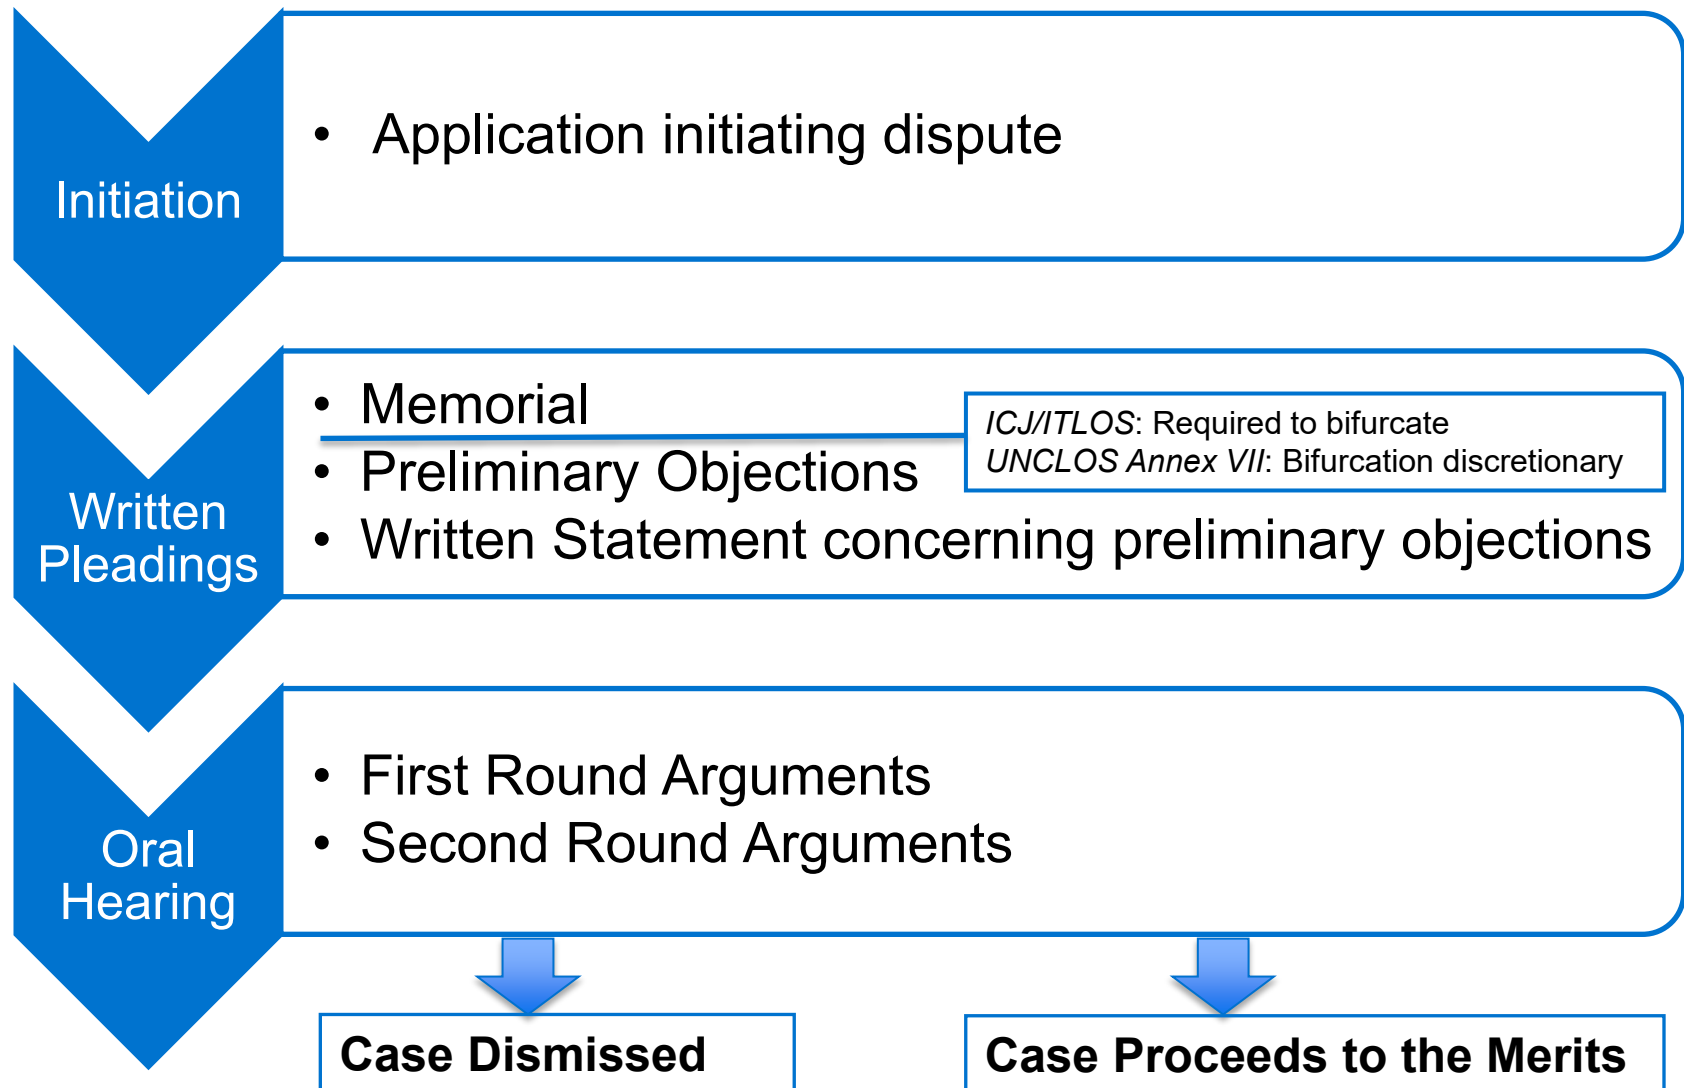 Initiation
• Application initiating dispute
Written
Pleadings
• Memorial
• Preliminary Objections
• Written Statement concerning preliminary objections
ICJ/ITLOS: Required to bifurcate
UNCLOS Annex VII: Bifurcation discretionary
Oral
Hearing
• First Round Arguments
• Second Round Arguments
Case Dismissed
Case Proceeds to the Merits